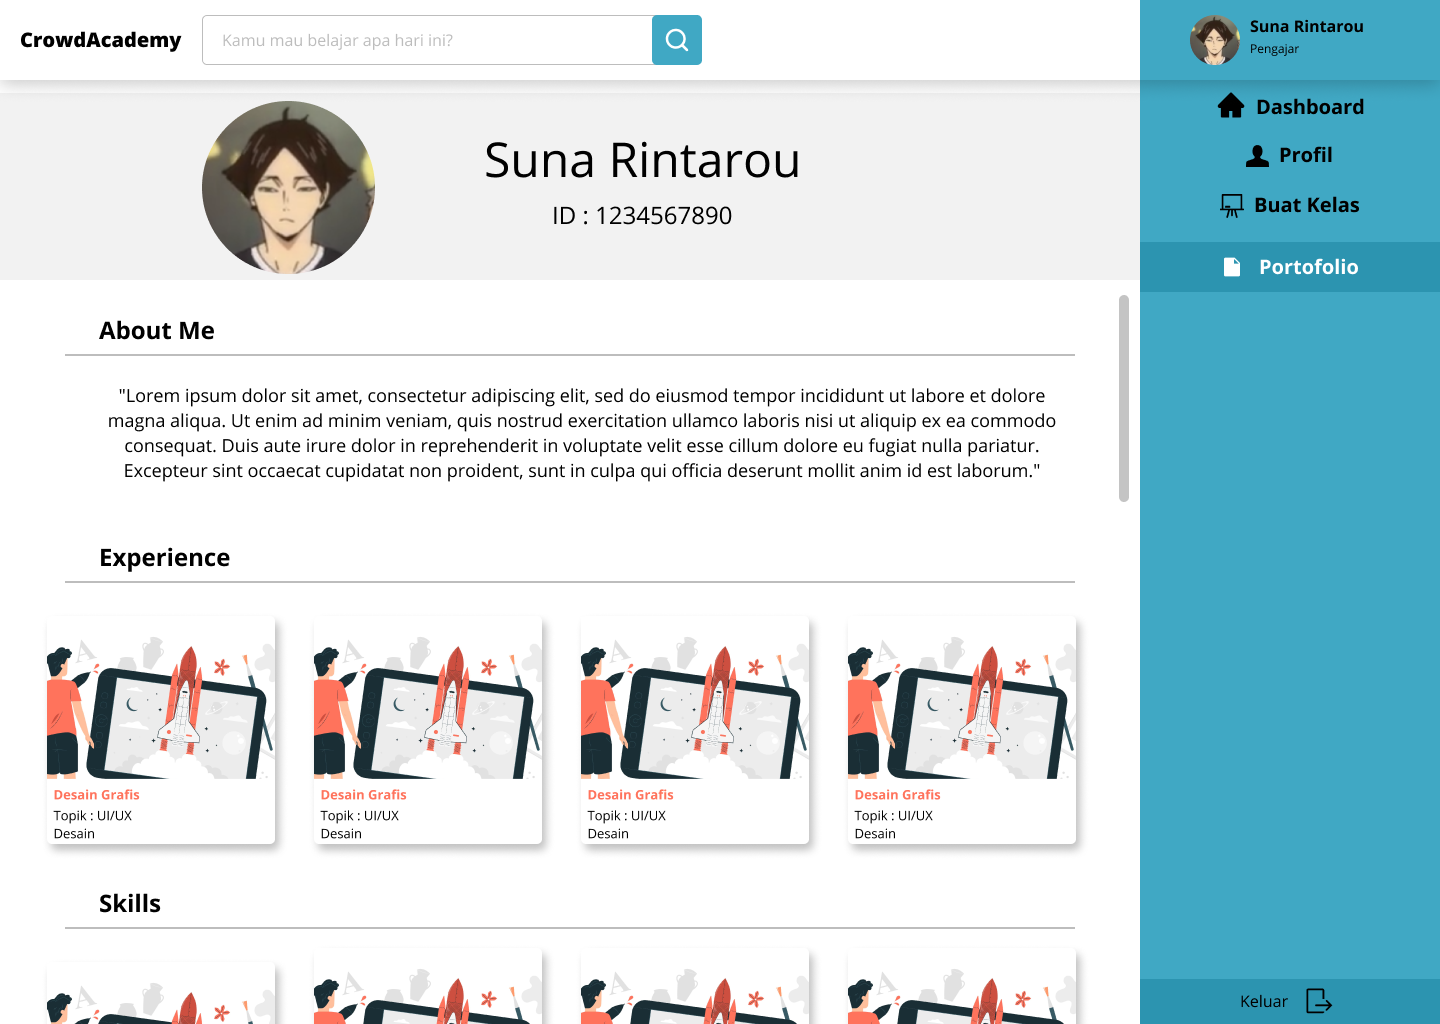 CrowdAcademy
Kamu mau belajar apa hari ini?
Suna Rintarou
Pengajar
Dashboard
Profil
Buat Kelas
Portofolio
Keluar
Suna Rintarou
ID : 1234567890
About Me
"Lorem ipsum dolor sit amet, consectetur adipiscing elit, sed do eiusmod tempor incididunt ut labore et dolore
magna aliqua. Ut enim ad minim veniam, quis nostrud exercitation ullamco laboris nisi ut aliquip ex ea commodo
consequat. Duis aute irure dolor in reprehenderit in voluptate velit esse cillum dolore eu fugiat nulla pariatur.
Excepteur sint occaecat cupidatat non proident, sunt in culpa qui officia deserunt mollit anim id est laborum."
Experience
A
Desain Grafis
Topik : UI/UX
Desain
A
Desain Grafis
Topik : UI/UX
Desain
A
Desain Grafis
Topik : UI/UX
Desain
A
Desain Grafis
Topik : UI/UX
Desain
Skills
A
A
A
A